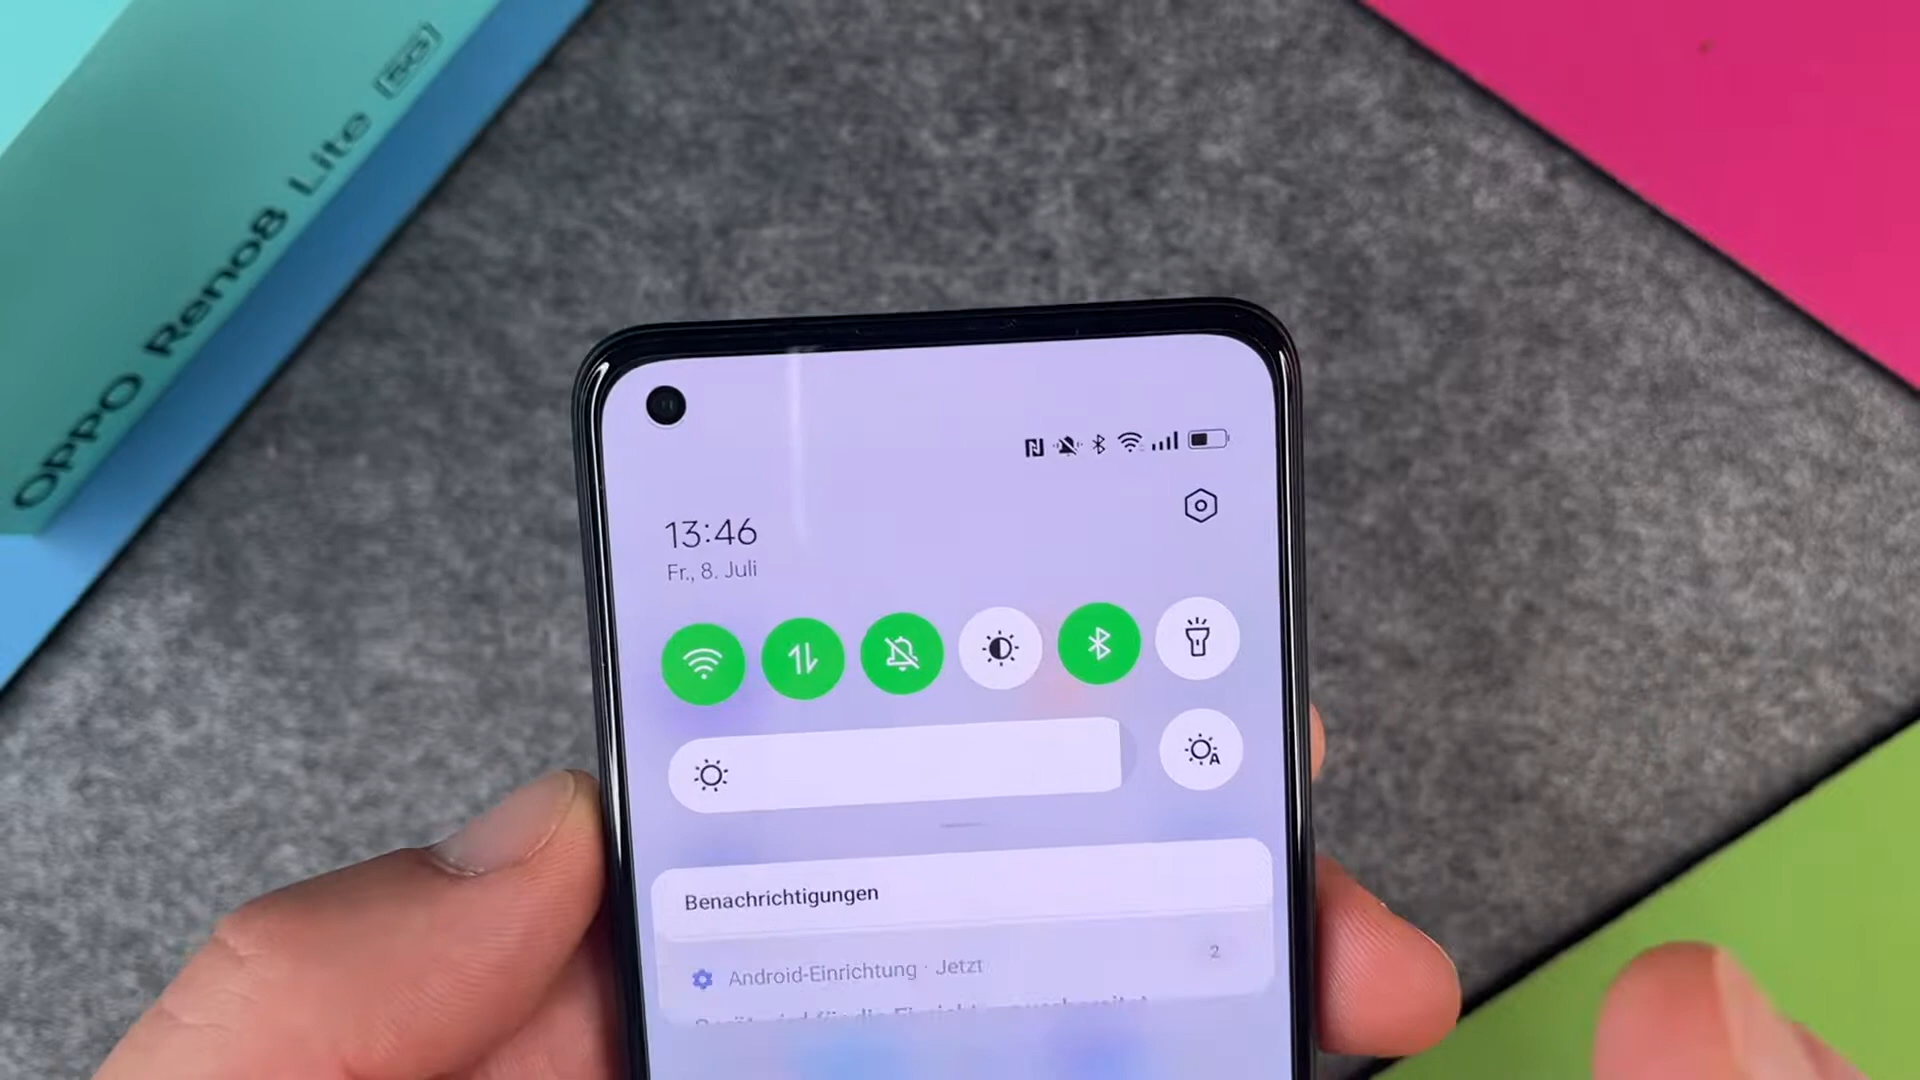 OPPO Reno8 Lite 5G
13:46
Fr., 8. Juli
A
Benachrichtigungen
Android-Einrichtung · Jetzt
2